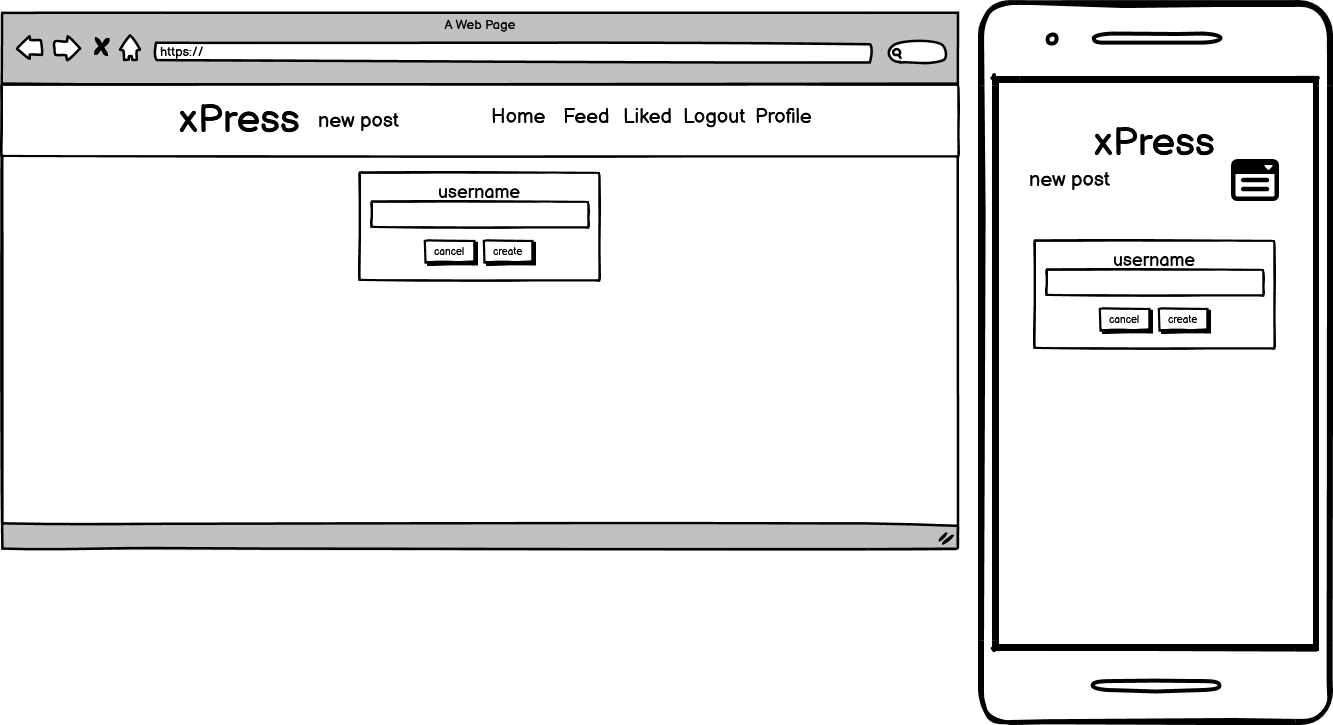 A Web Page
https://
xPress new post Home Feed Liked Logout Profile
username
cancel create
xPress
new post
username
cancel create